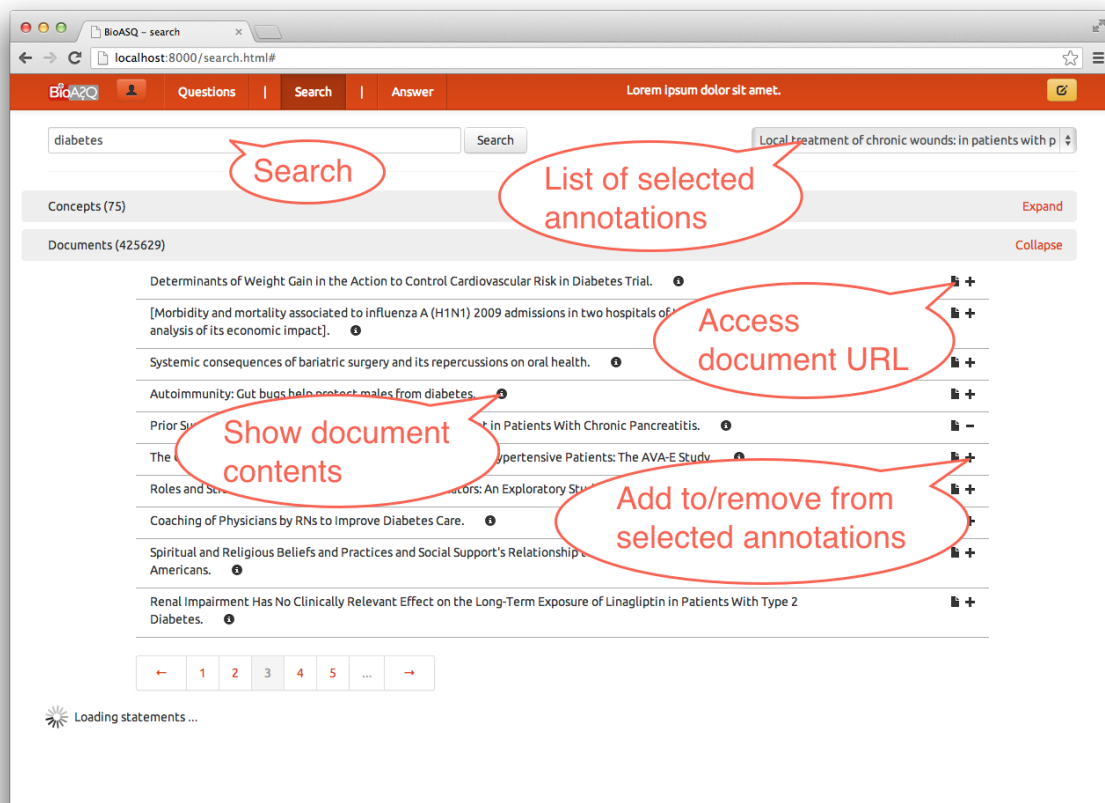 BioASQ – search
localhost:8000/search.html#
BioASQ Questions | Search | Answer Lorem ipsum dolor sit amet.
diabetes Search Local treatment of chronic wounds: in patients with p
Search
List of selected
annotations
Concepts (75) Expand
Documents (425629) Collapse
Determinants of Weight Gain in the Action to Control Cardiovascular Risk in Diabetes Trial.
[Morbidity and mortality associated to influenza A (H1N1) 2009 admissions in two hospitals of
analysis of its economic impact].
Access
document URL
Systemic consequences of bariatric surgery and its repercussions on oral health.
Autoimmunity: Gut bugs help protect males from diabetes.
Prior in Patients With Chronic Pancreatitis.
Show document
contents
The Hypertensive Patients: The AVA-E Study
Roles and An Exploratory
Add to/remove from
selected annotations
Coaching of Physicians by RNs to Improve Diabetes Care.
Spiritual and Religious Beliefs and Practices and Social Support's Relationship
Americans.
Renal Impairment Has No Clinically Relevant Effect on the Long-Term Exposure of Linagliptin in Patients With Type 2
Diabetes.
← 1 2 3 4 5 ... →
Loading statements ...